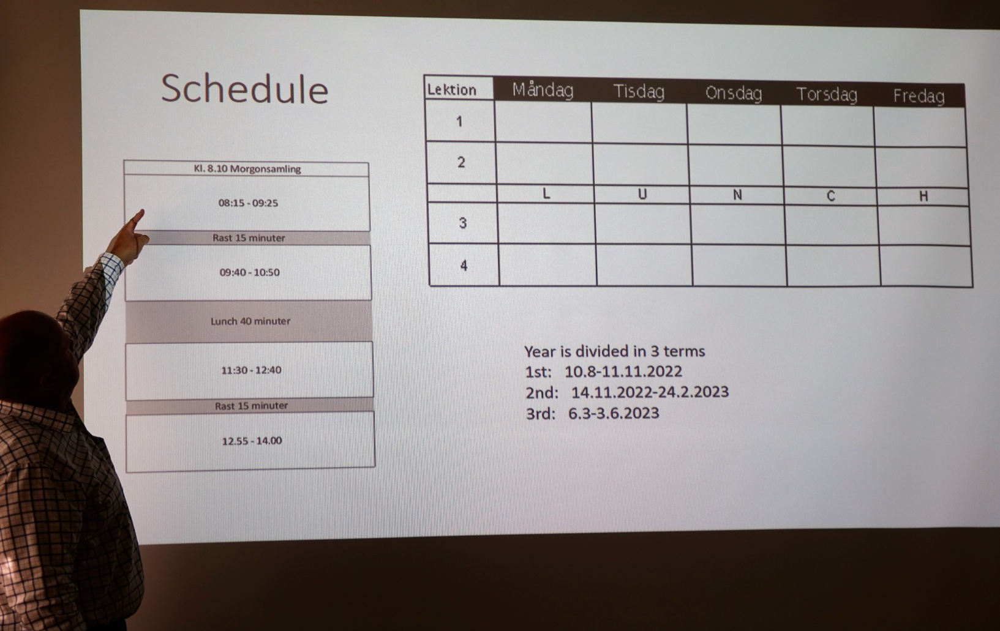 Schedule
Kl. 8.10 Morgonsamling
08:15 - 09:25
Rast 15 minuter
09:40 - 10:50
Lunch 40 minuter
11:30 - 12:40
Rast 15 minuter
12.55 - 14.00
Lektion Måndag Tisdag Onsdag Torsdag Fredag
1
2
L U N C H
3
4
Year is divided in 3 terms
1st: 10.8-11.11.2022
2nd: 14.11.2022-24.2.2023
3rd: 6.3-3.6.2023